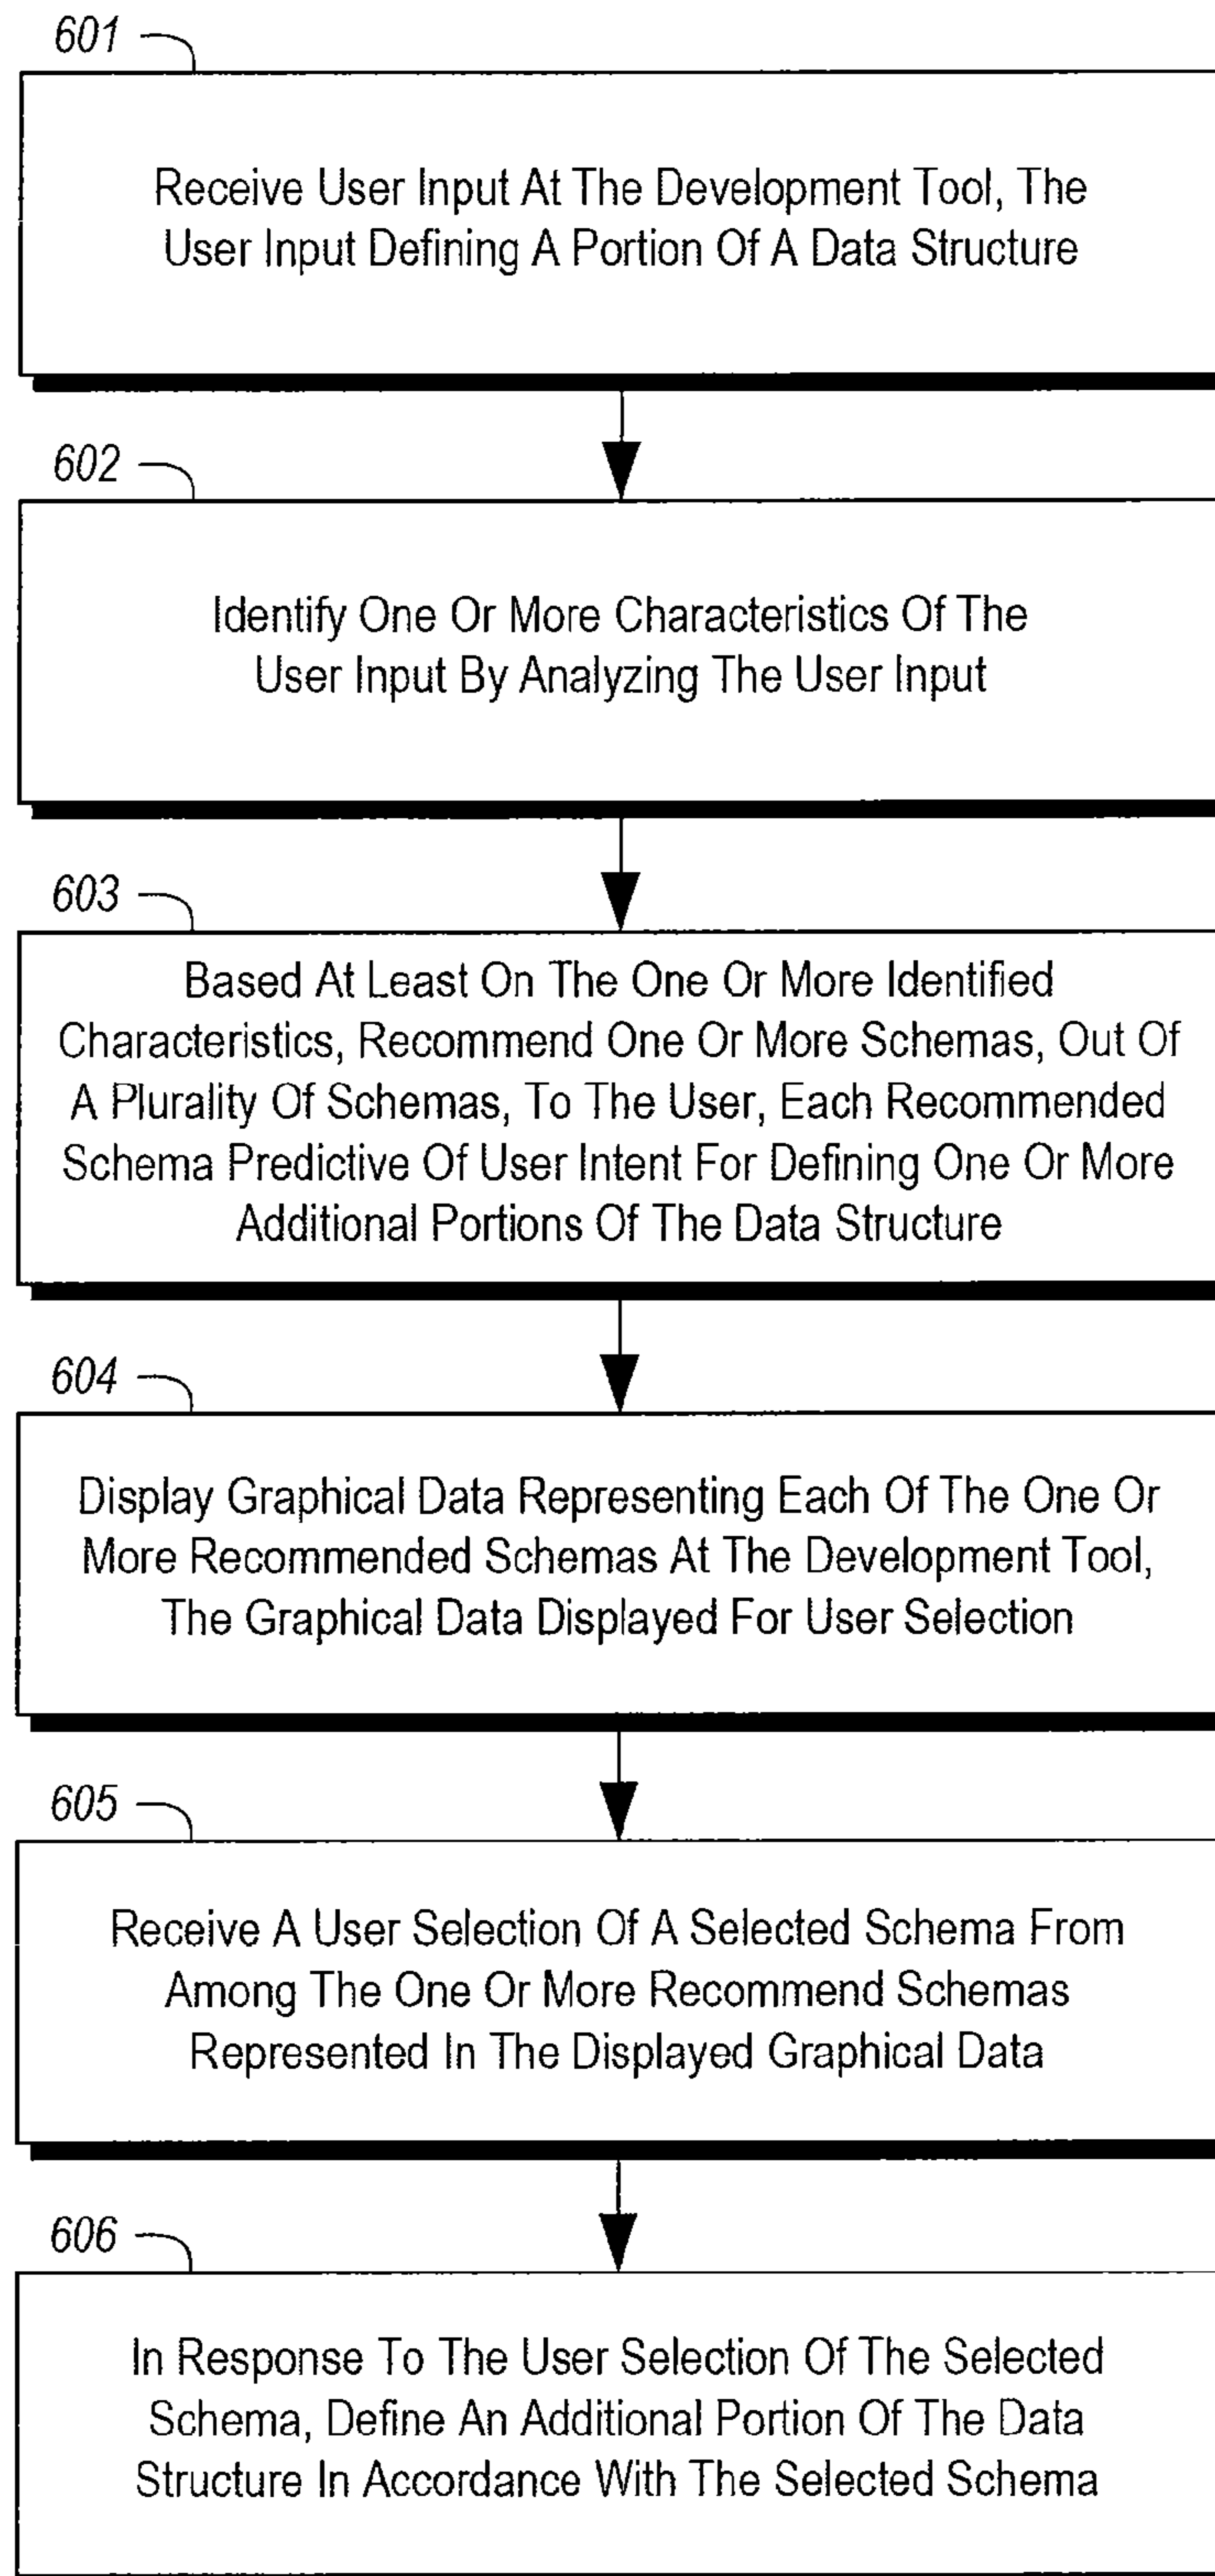 601
Receive User Input At The Development Tool, The
User Input Defining A Portion Of A Data Structure
602
Identify One Or More Characteristics Of The
User Input By Analyzing The User Input
603
Based At Least On The One Or More Identified
Characteristics, Recommend One Or More Schemas, Out Of
A Plurality Of Schemas, To The User, Each Recommended
Schema Predictive Of User Intent For Defining One Or More
Additional Portions Of The Data Structure
604
Display Graphical Data Representing Each Of The One Or
More Recommended Schemas At The Development Tool,
The Graphical Data Displayed For User Selection
605
Receive A User Selection Of A Selected Schema From
Among The One Or More Recommend Schemas
Represented In The Displayed Graphical Data
606
In Response To The User Selection Of The Selected
Schema, Define An Additional Portion Of The Data
Structure In Accordance With The Selected Schema